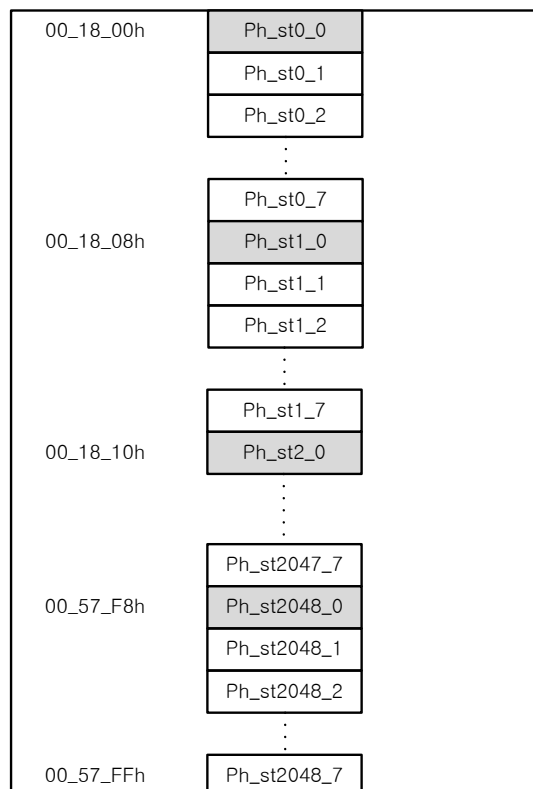 00_18_00h Ph_st0_0
Ph_st0_1
Ph_st0_2
Ph_st0_7
00_18_08h Ph_st1_0
Ph_st1_1
Ph_st1_2
Ph_st1_7
00_18_10h Ph_st2_0
Ph_st2047_7
00_57_F8h Ph_st2048_0
Ph_st2048_1
Ph_st2048_2
00_57_FFh Ph_st2048_7